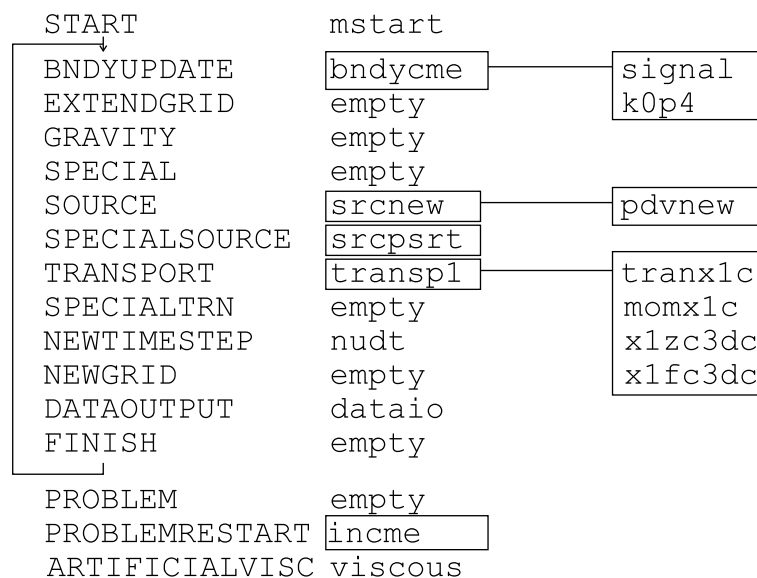 START mstart
BNDYUPDATE bndycme signal
EXTENDGRID empty k0p4
GRAVITY empty
SPECIAL empty
SOURCE srcnew pdvnew
SPECIALSOURCE srcpsrt
TRANSPORT transp1 tranx1c
SPECIALTRN empty momx1c
NEWTIMESTEP nudt x1zc3dc
NEWGRID empty x1fc3dc
DATAOUTPUT dataio
FINISH empty
PROBLEM empty
PROBLEMRESTART incme
ARTIFICIALVISC viscous